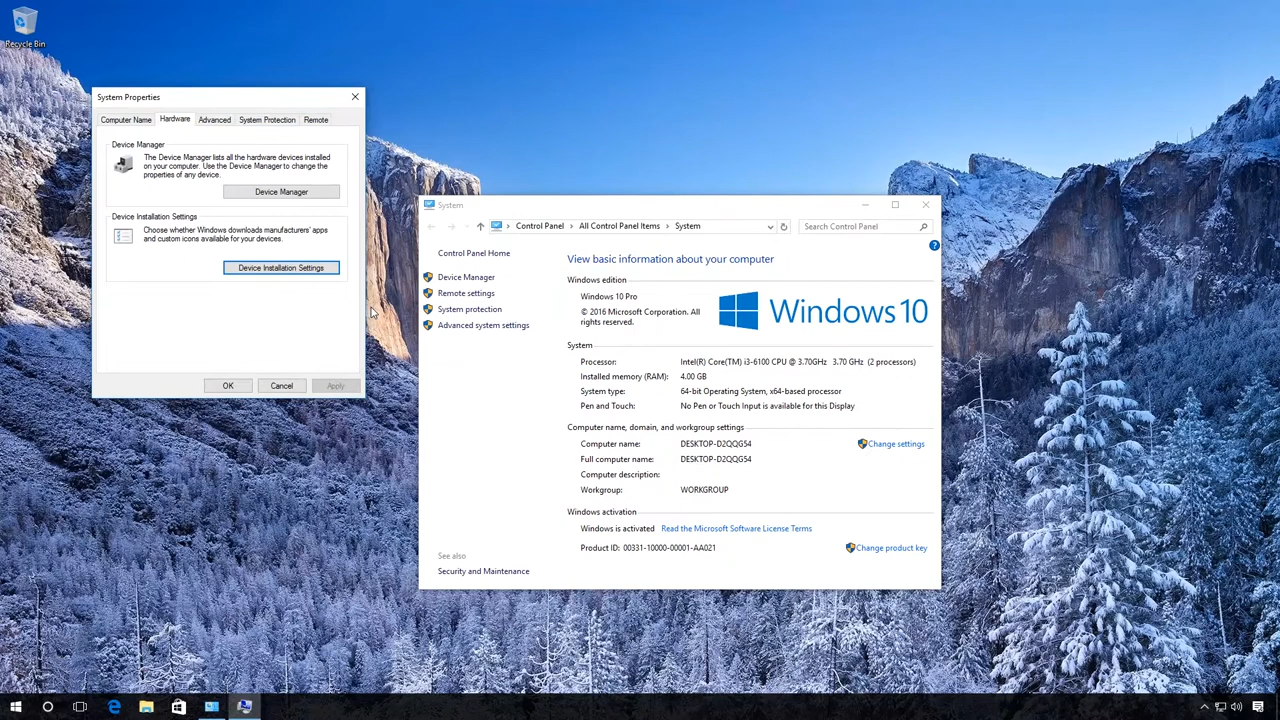 Recycle Bin
System Properties
Computer Name
Hardware
Advanced
System Protection
Remote
Device Manager
The Device Manager lists all the hardware devices installed
on your computer. Use the Device Manager to change the
properties of any device.
Device Manager
Device Installation Settings
Choose whether Windows downloads manufacturers' apps
and custom icons available for your devices.
Device Installation Settings
OK
Cancel
Apply
System
Control Panel
All Control Panel Items
System
Search Control Panel
Control Panel Home
Device Manager
Remote settings
System protection
Advanced system settings
See also
Security and Maintenance
View basic information about your computer
Windows edition
Windows 10 Pro
© 2016 Microsoft Corporation. All
rights reserved.
Windows 10
System
Processor: Intel(R) Core(TM) i3-6100 CPU @ 3.70GHz 3.70 GHz (2 processors)
Installed memory (RAM): 4.00 GB
System type: 64-bit Operating System, x64-based processor
Pen and Touch: No Pen or Touch Input is available for this Display
Computer name, domain, and workgroup settings
Computer name: DESKTOP-D2QQG54
Change settings
Full computer name: DESKTOP-D2QQG54
Computer description:
Workgroup: WORKGROUP
Windows activation
Windows is activated Read the Microsoft Software License Terms
Product ID: 00331-10000-00001-AA021
Change product key